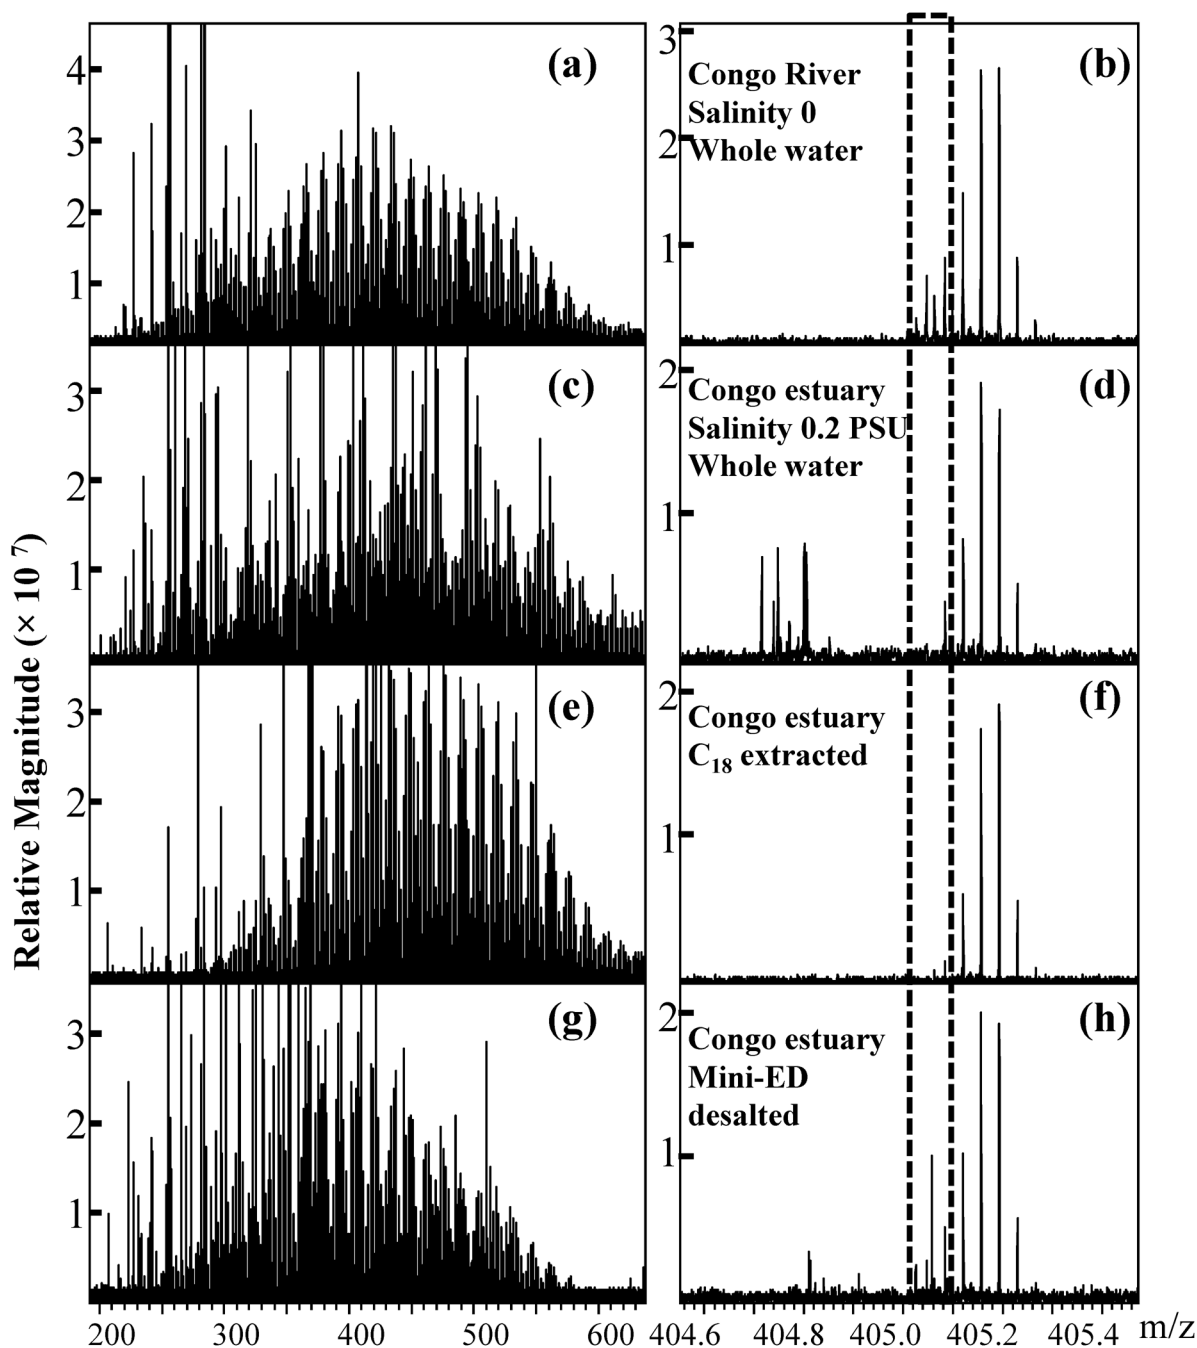 Relative Magnitude (× 10 7)
(a)
4
3
2
1
(b)
Congo River
Salinity 0
Whole water
3
2
1
(c)
3
2
1
(d)
Congo estuary
Salinity 0.2 PSU
Whole water
2
1
(e)
3
2
1
(f)
Congo estuary
C18 extracted
2
1
(g)
3
2
1
(h)
Congo estuary
Mini-ED
desalted
2
1
200 300 400 500 600
404.6 404.8 405.0 405.2 405.4 m/z